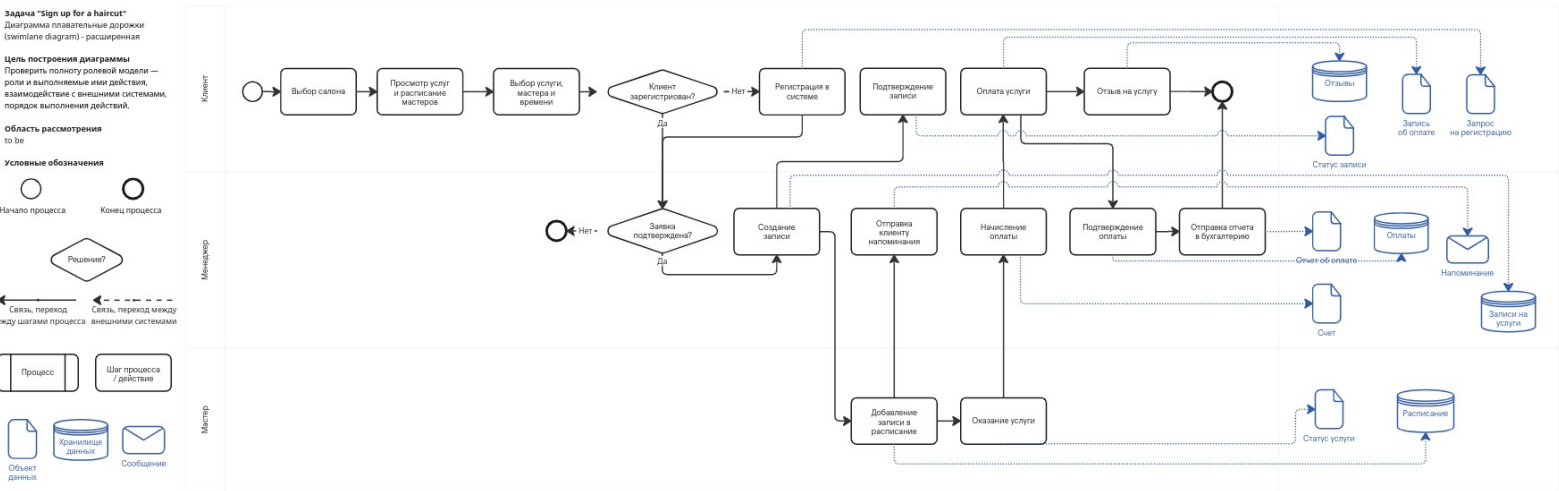 Задача "Sign up for a haircut"
Диаграмма плавательные дорожки
(swimlane diagram) - расширенная
Цель построения диаграммы
Проверить полноту ролевой модели —
роли и выполняемые ими действия,
взаимодействие с внешними системами,
порядок выполнения действий.
Область рассмотрения
to be
Условные обозначения
Начало процесса
Конец процесса
Решение?
Связь, переход
жду шагами процесса
Связь, переход между
внешними системами
Процесс
Шаг процесса
/ действие
Объект
данных
Хранилище
данных
Сообщение
Клиент
Выбор салона
Просмотр услуг
и расписание
мастеров
Выбор услуги,
мастера и
времени
Клиент
зарегистрирован?
Нет
Да
Регистрация в
системе
Подтверждение
записи
Оплата услуги
Отзыв на услугу
Отзывы
Запись
об оплате
Запрос
на регистрацию
Статус записи
Менеджер
Нет
Заявка
подтверждена?
Да
Создание
записи
Отправка
клиенту
напоминания
Начисление
оплаты
Подтверждение
оплаты
Отправка отчета
в бухгалтерию
Отчет об оплате
Оплаты
Напоминание
Счет
Записи на
услуги
Мастер
Добавление
записи в
расписание
Оказание услуги
Статус услуги
Расписание